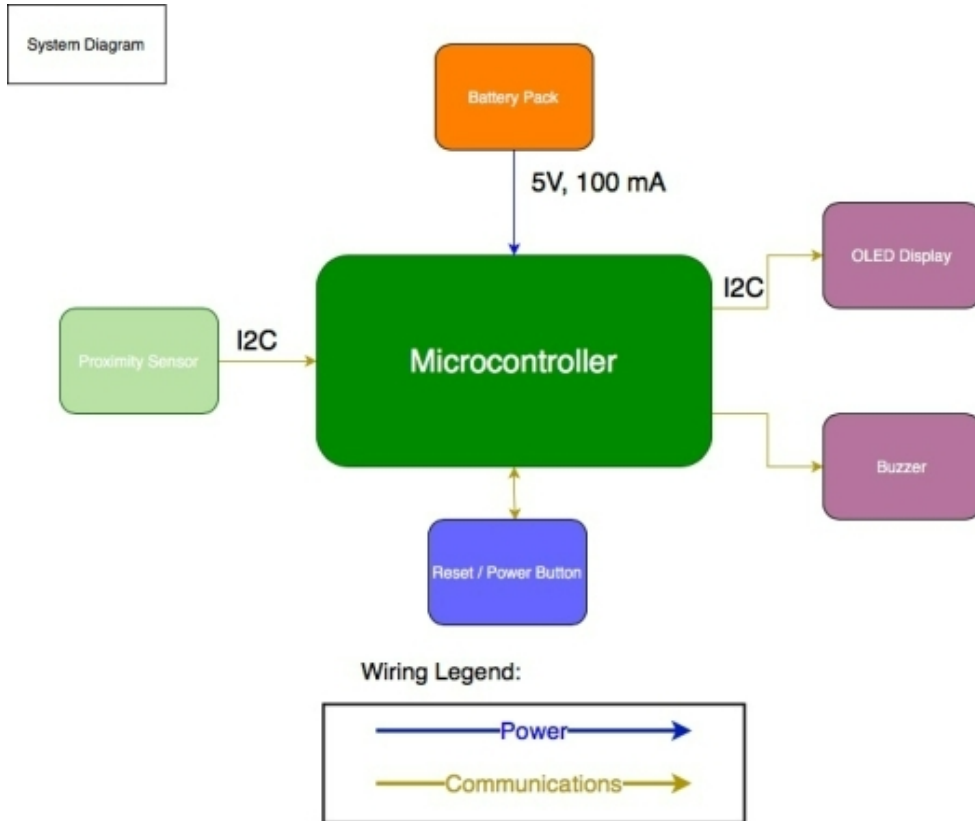 System Diagram
Battery Pack
5V, 100 mA
OLED Display
I2C
I2C
Proximity Sensor
Microcontroller
Buzzer
Reset / Power Button
Wiring Legend:
Power
Communications